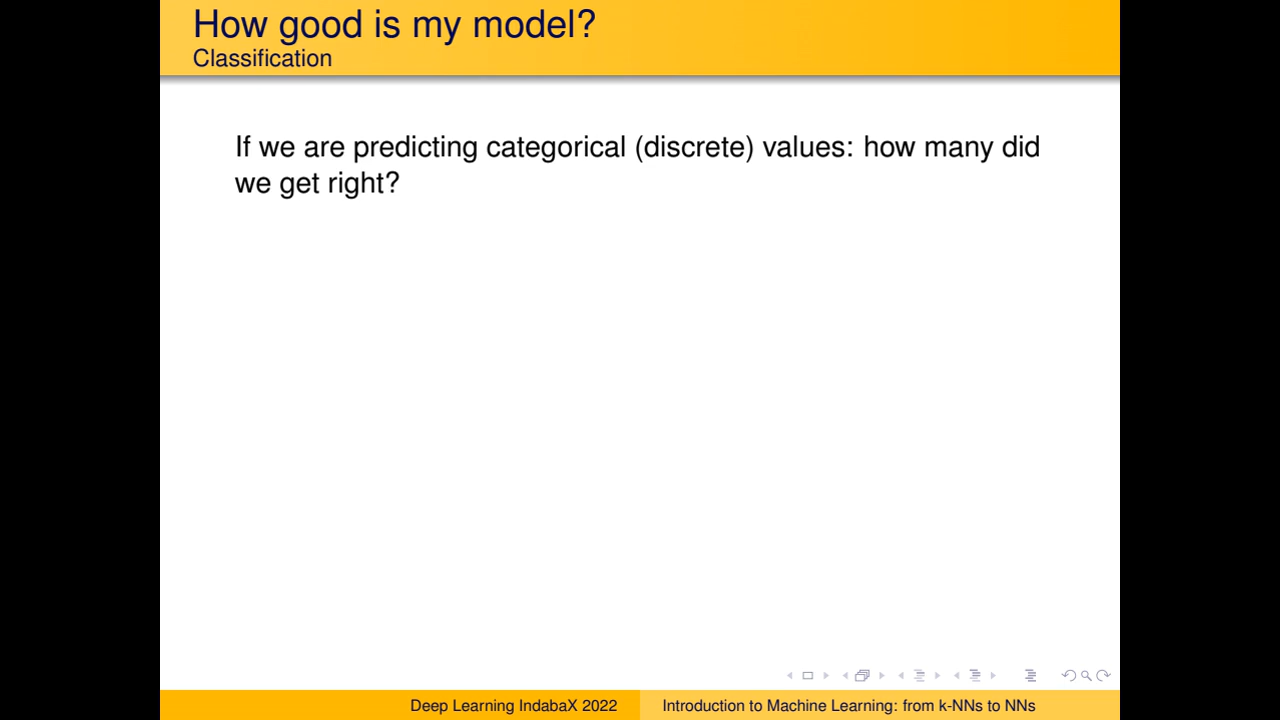 How good is my model?
Classification
If we are predicting categorical (discrete) values: how many did
we get right?
Deep Learning IndabaX 2022
Introduction to Machine Learning: from k-NNs to NNs